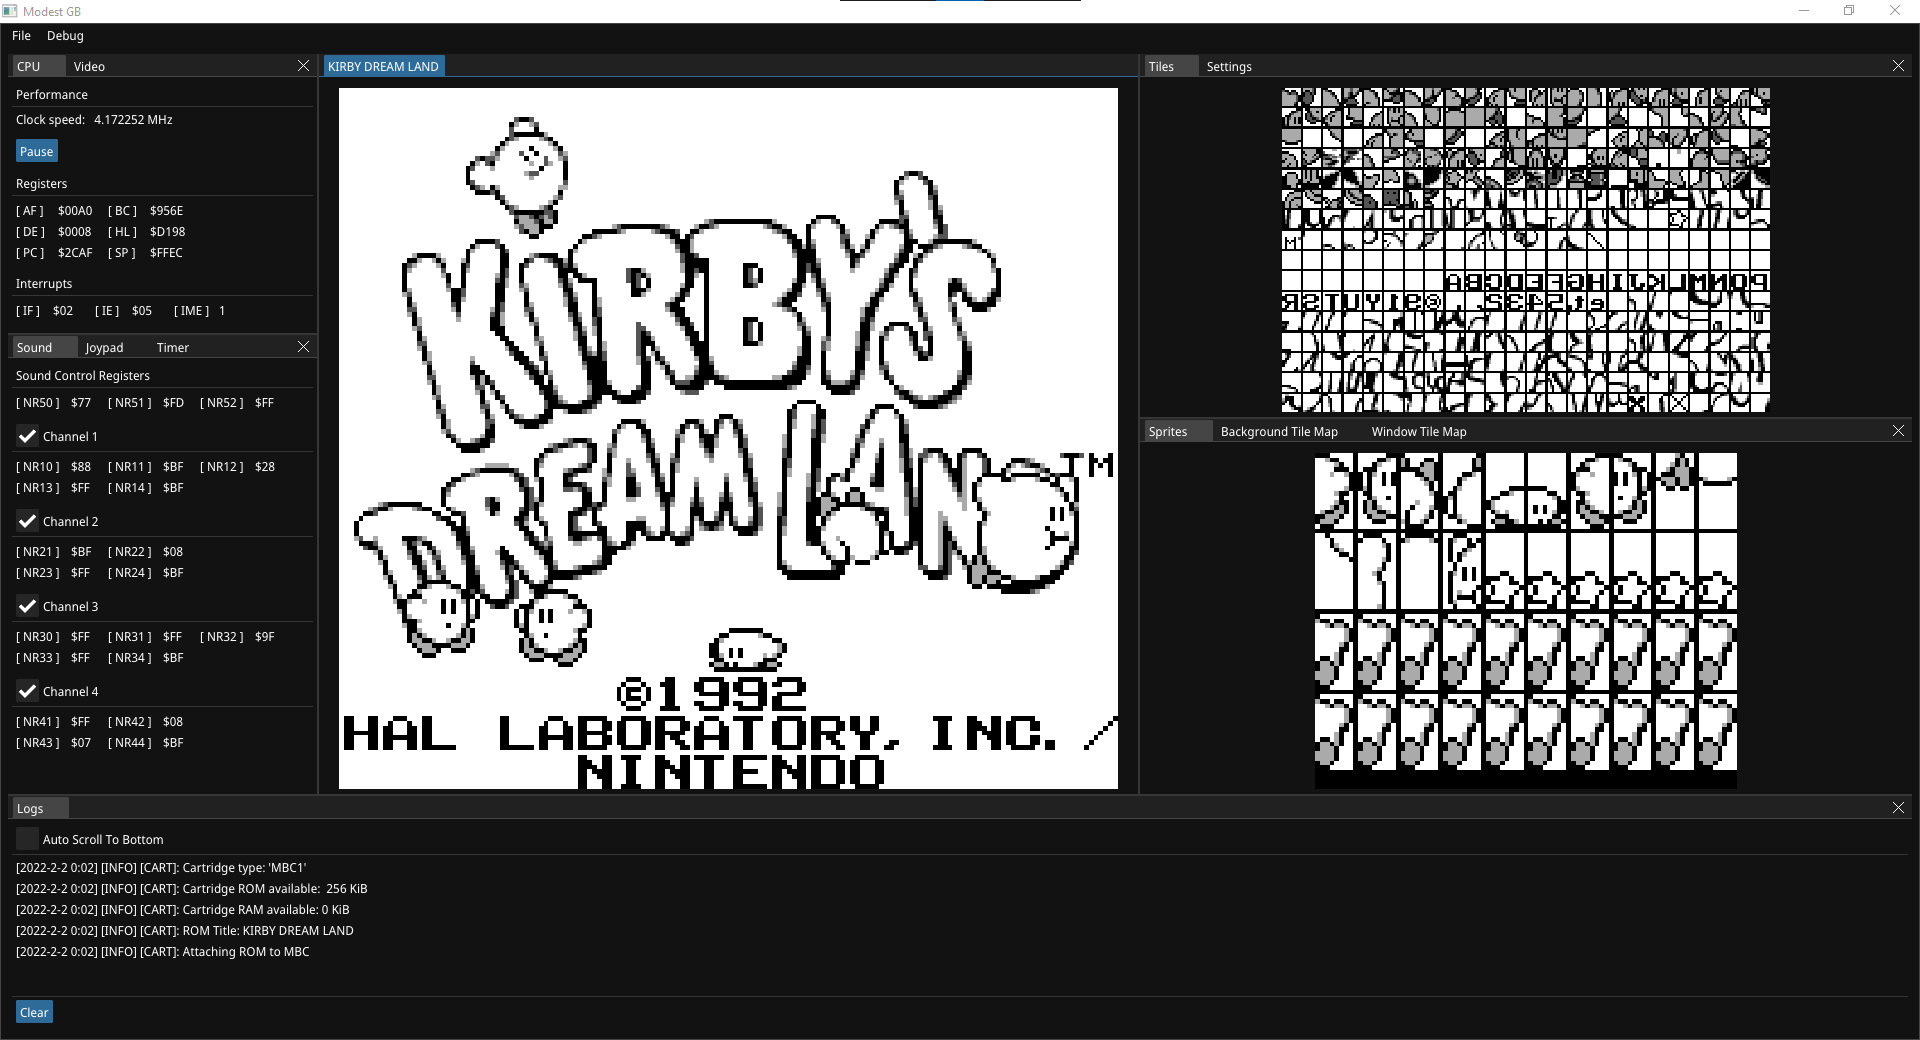 Modest GB
File Debug
CPU Video
Performance
Clock speed: 4.172252 MHz
Pause
Registers
[ AF ] $00A0 [ BC ] $956E
[ DE ] $0008 [ HL ] $D198
[ PC ] $2CAF [ SP ] $FFEC
Interrupts
[ IF ] $02 [ IE ] $05 [ IME ] 1
Sound Joypad Timer
Sound Control Registers
[ NR50 ] $77 [ NR51 ] $FD [ NR52 ] $FF
Channel 1
[ NR10 ] $88 [ NR11 ] $BF [ NR12 ] $28
[ NR13 ] $FF [ NR14 ] $BF
Channel 2
[ NR21 ] $BF [ NR22 ] $08
[ NR23 ] $FF [ NR24 ] $BF
Channel 3
[ NR30 ] $FF [ NR31 ] $FF [ NR32 ] $9F
[ NR33 ] $FF [ NR34 ] $BF
Channel 4
[ NR41 ] $FF [ NR42 ] $08
[ NR43 ] $07 [ NR44 ] $BF
KIRBY DREAM LAND
KIRBY'S
DREAM LAND TM
©1992
HAL LABORATORY, INC. /
NINTENDO
Tiles Settings
Sprites Background Tile Map Window Tile Map
Logs
Auto Scroll To Bottom
[2022-2-2 0:02] [INFO] [CART]: Cartridge type: 'MBC1'
[2022-2-2 0:02] [INFO] [CART]: Cartridge ROM available: 256 KiB
[2022-2-2 0:02] [INFO] [CART]: Cartridge RAM available: 0 KiB
[2022-2-2 0:02] [INFO] [CART]: ROM Title: KIRBY DREAM LAND
[2022-2-2 0:02] [INFO] [CART]: Attaching ROM to MBC
Clear